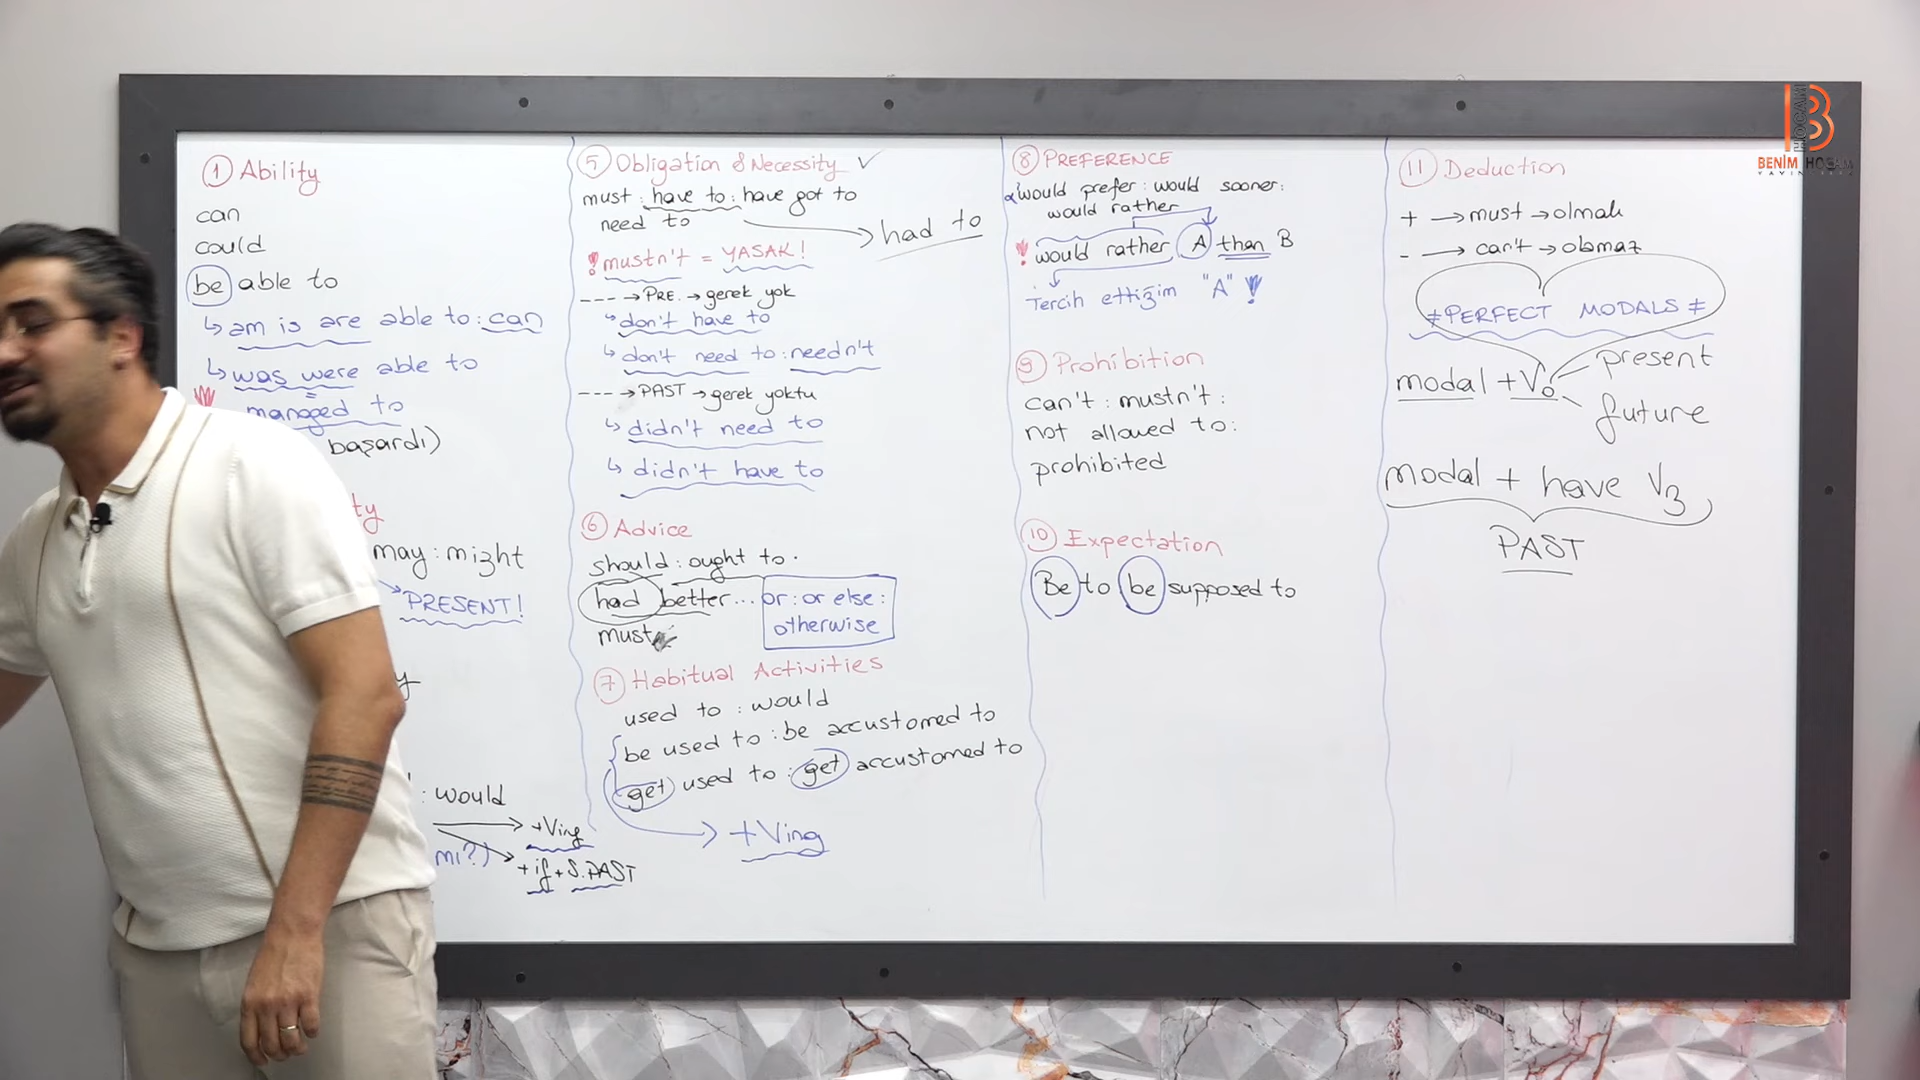 ① Ability
can
could
be able to
↳ am is are able to : can
↳ was were able to
managed to
başardı)
ty
may : might
PRESENT!
y
: would
+Ving
mı?)
+ if + S.PAST
⑤ Obligation & Necessity ✓
must : have to : have got to
need to
had to
! mustn't = YASAK!
--- → PRE. → gerek yok
↳ don't have to
↳ don't need to : needn't
--- → PAST → gerek yoktu
↳ didn't need to
↳ didn't have to
⑥ Advice
should : ought to .
had better... or : or else :
otherwise
must
⑦ Habitual Activities
used to : would
be used to : be accustomed to
get used to : get accustomed to
+Ving
⑧ PREFERENCE
would prefer : would sooner :
would rather
! would rather A than B
Tercih ettiğim "A" !
⑨ Prohibition
can't : mustn't :
not allowed to :
prohibited
⑩ Expectation
Be to be supposed to
⑪ Deduction
+ → must → olmalı
- → can't → olamaz
≠PERFECT MODALS≠
modal + V₀
present
future
modal + have V3
PAST
B
HOCAM
BENİM HOCAM
YAYINLARI